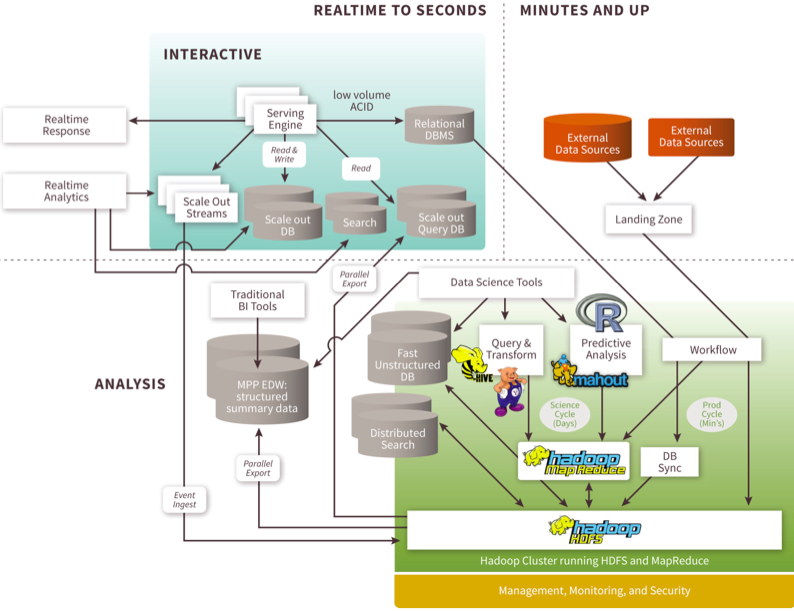 REALTIME TO SECONDS
MINUTES AND UP
INTERACTIVE
low volume
ACID
Serving
Engine
Realtime
Response
Relational
DBMS
External
Data Sources
External
Data Sources
Read &
Write
Read
Realtime
Analytics
Scale Out
Streams
Scale out
DB
Search
Scale out
Query DB
Landing Zone
Parallel
Export
Data Science Tools
Traditional
BI Tools
R
Query &
Transform
Predictive
Analysis
Workflow
Fast
Unstructured
DB
HIVE
mahout
ANALYSIS
MPP EDW:
structured
summary data
Science
Cycle
(Days)
Prod
Cycle
(Min's)
Distributed
Search
hadoop
Map Reduce
DB
Sync
Parallel
Export
Event
Ingest
hadoop
HDFS
Hadoop Cluster running HDFS and MapReduce
Management, Monitoring, and Security